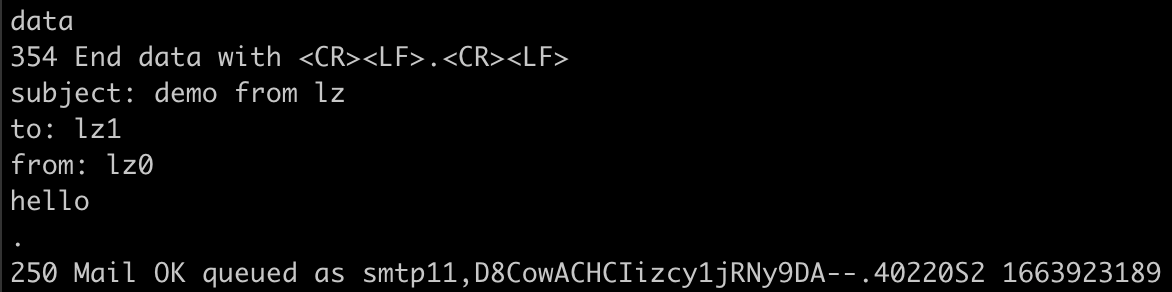 data
354 End data with <CR><LF>.<CR><LF>
subject: demo from lz
to: lz1
from: lz0
hello
.
250 Mail OK queued as smtp11,D8CowACHCIizcy1jRNy9DA--.40220S2 1663923189